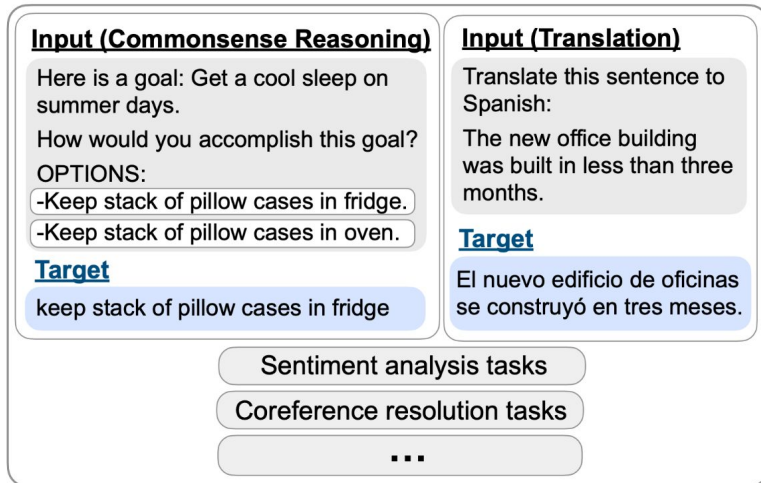 Input (Commonsense Reasoning)
Here is a goal: Get a cool sleep on
summer days.
How would you accomplish this goal?
OPTIONS:
-Keep stack of pillow cases in fridge.
-Keep stack of pillow cases in oven.
Target
keep stack of pillow cases in fridge
Input (Translation)
Translate this sentence to
Spanish:
The new office building
was built in less than three
months.
Target
El nuevo edificio de oficinas
se construyó en tres meses.
Sentiment analysis tasks
Coreference resolution tasks
...